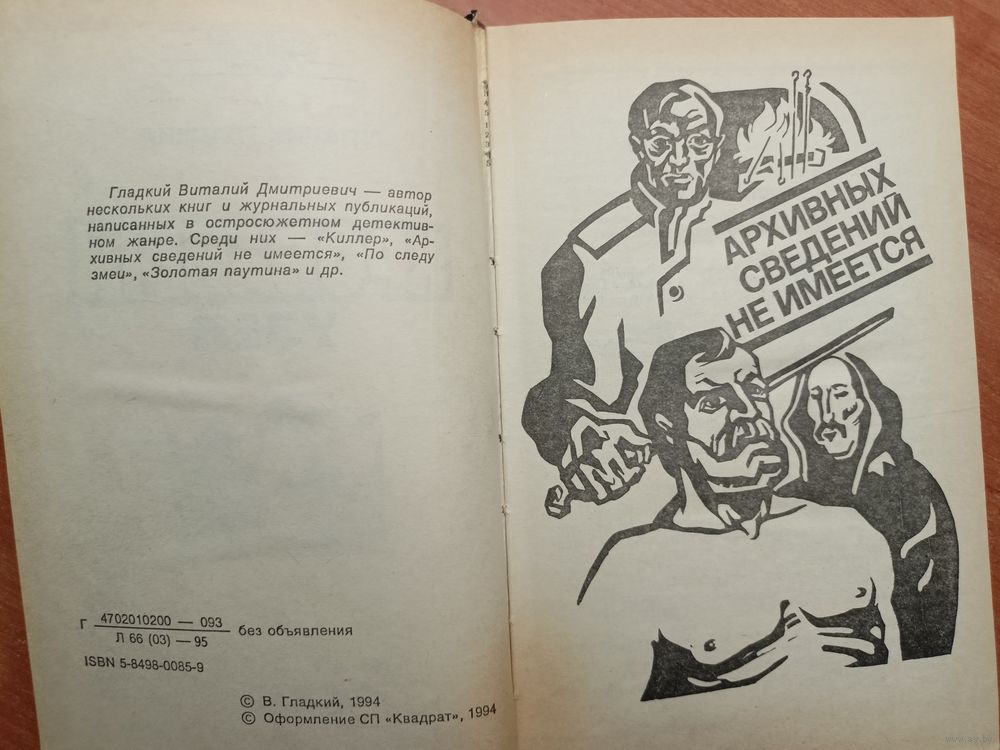 Гладкий Виталий Дмитриевич — автор
нескольких книг и журнальных публикаций,
написанных в остросюжетном детектив-
ном жанре. Среди них — «Киллер», «Ар-
хивных сведений не имеется», «По следу
змеи», «Золотая паутина» и др.
Г 4702010200 — 093
Л 66 (03) — 95 без объявления
ISBN 5-8498-0085-9
© В. Гладкий, 1994
© Оформление СП «Квадрат», 1994
АРХИВНЫХ
СВЕДЕНИЙ
НЕ ИМЕЕТСЯ